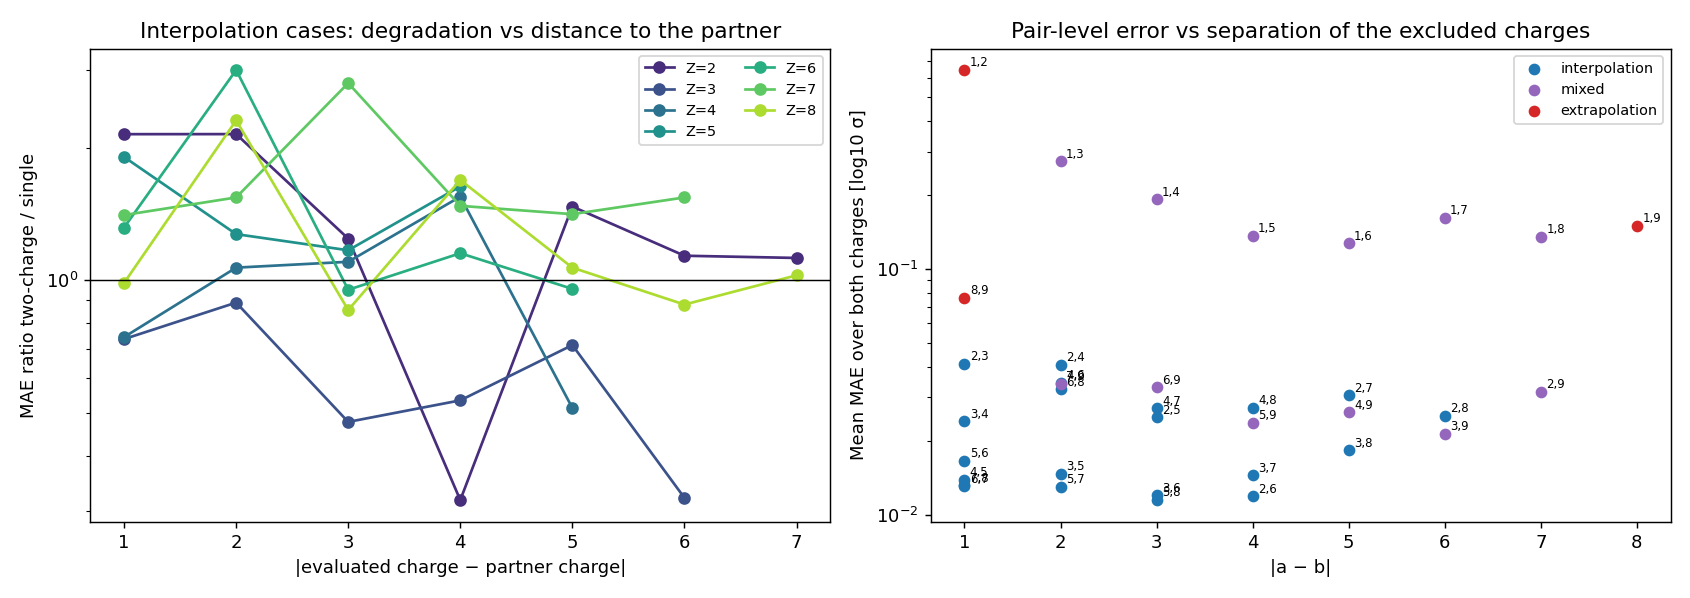 Interpolation cases: degradation vs distance to the partner
MAE ratio two-charge / single
10^0
1 2 3 4 5 6 7
|evaluated charge − partner charge|
Z=2
Z=3
Z=4
Z=5
Z=6
Z=7
Z=8
Pair-level error vs separation of the excluded charges
Mean MAE over both charges [log10 σ]
10^−1
10^−2
1 2 3 4 5 6 7 8
|a − b|
interpolation
mixed
extrapolation
1,2
1,3
1,4
1,5
1,6
1,7
1,8
1,9
8,9
2,3
2,4
6,8
6,9
4,7
2,5
4,8
5,9
2,7
4,9
2,8
3,9
2,9
3,4
5,6
4,5
3,5
5,7
3,6
5,8
3,7
2,6
3,8